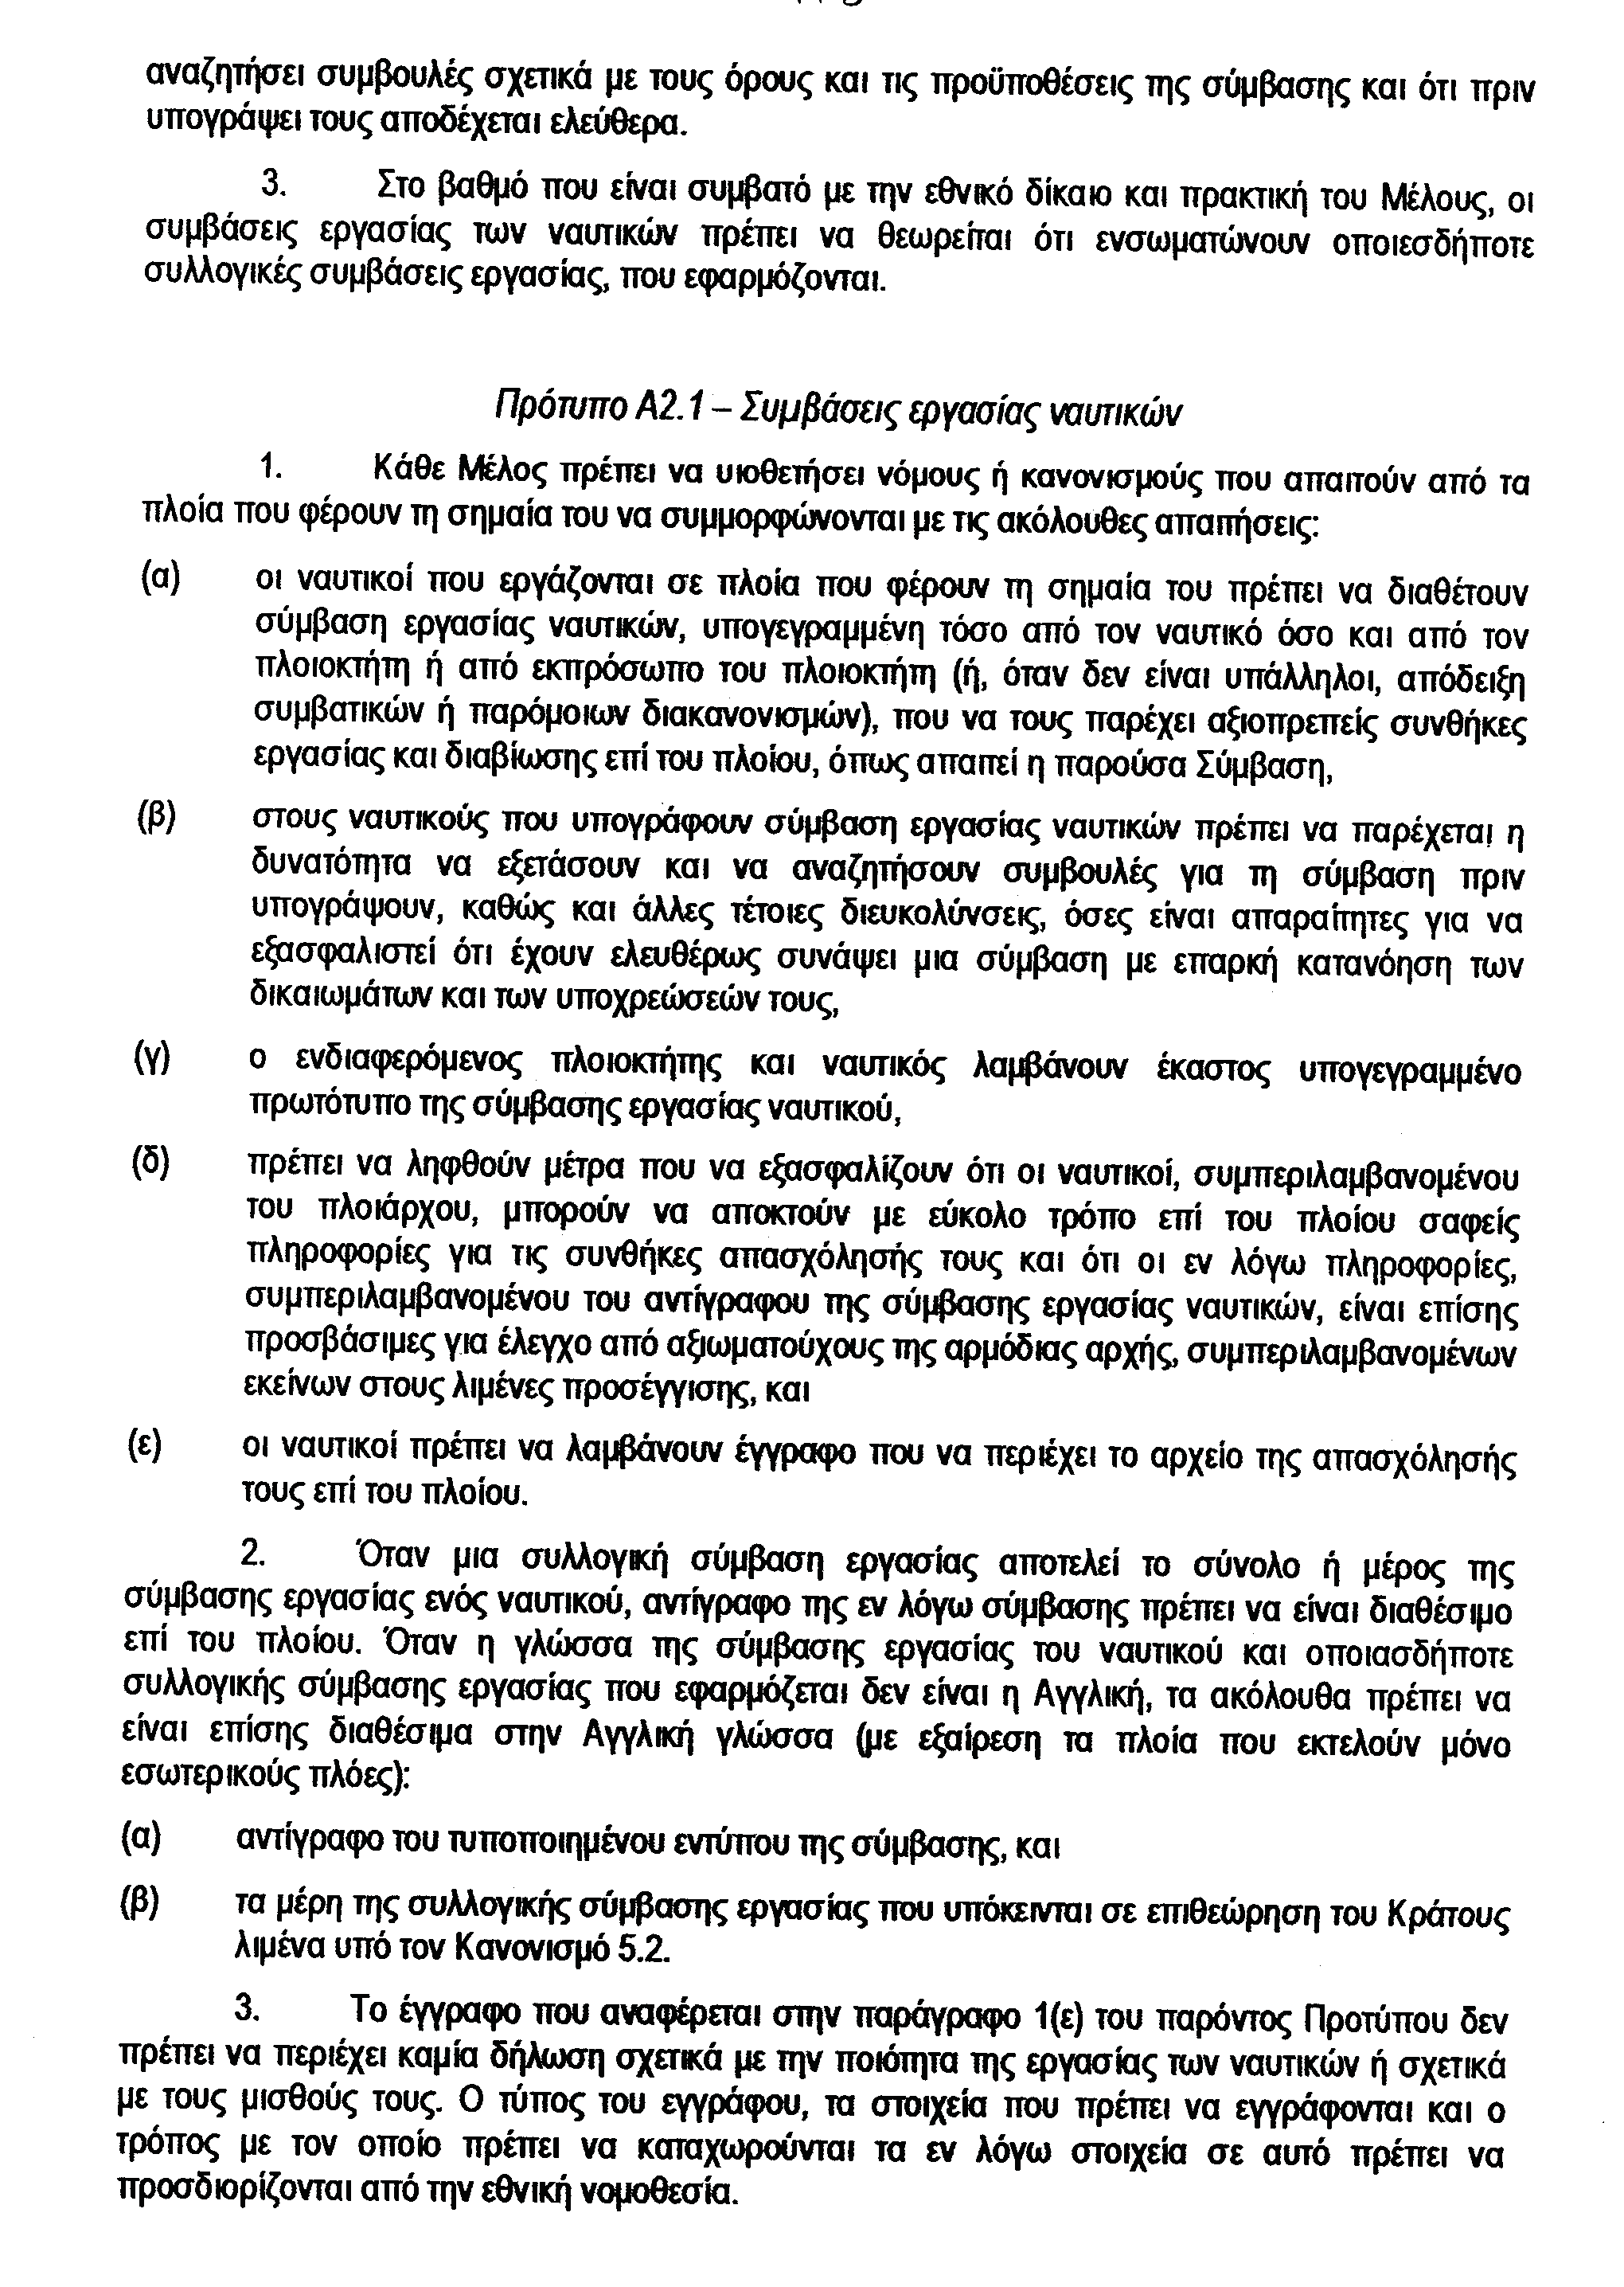 αναζητήσει συμβουλές σχετικά με τους όρους και τις προϋποθέσεις της σύμβασης και ότι πριν
υπογράψει τους αποδέχεται ελεύθερα.
3. Στο βαθμό που είναι συμβατό με την εθνικό δίκαιο και πρακτική του Μέλους, οι
συμβάσεις εργασίας των ναυτικών πρέπει να θεωρείται ότι ενσωματώνουν οποιεσδήποτε
συλλογικές συμβάσεις εργασίας, που εφαρμόζονται.
Πρότυπο Α2.1 – Συμβάσεις εργασίας ναυτικών
1. Κάθε Μέλος πρέπει να υιοθετήσει νόμους ή κανονισμούς που απαιτούν από τα
πλοία που φέρουν τη σημαία του να συμμορφώνονται με τις ακόλουθες απαιτήσεις:
(α) οι ναυτικοί που εργάζονται σε πλοία που φέρουν τη σημαία του πρέπει να διαθέτουν
σύμβαση εργασίας ναυτικών, υπογεγραμμένη τόσο από τον ναυτικό όσο και από τον
πλοιοκτήτη ή από εκπρόσωπο του πλοιοκτήτη (ή, όταν δεν είναι υπάλληλοι, απόδειξη
συμβατικών ή παρόμοιων διακανονισμών), που να τους παρέχει αξιοπρεπείς συνθήκες
εργασίας και διαβίωσης επί του πλοίου, όπως απαιτεί η παρούσα Σύμβαση,
(β) στους ναυτικούς που υπογράφουν σύμβαση εργασίας ναυτικών πρέπει να παρέχεται η
δυνατότητα να εξετάσουν και να αναζητήσουν συμβουλές για τη σύμβαση πριν
υπογράψουν, καθώς και άλλες τέτοιες διευκολύνσεις, όσες είναι απαραίτητες για να
εξασφαλιστεί ότι έχουν ελευθέρως συνάψει μια σύμβαση με επαρκή κατανόηση των
δικαιωμάτων και των υποχρεώσεών τους,
(γ) ο ενδιαφερόμενος πλοιοκτήτης και ναυτικός λαμβάνουν έκαστος υπογεγραμμένο
πρωτότυπο της σύμβασης εργασίας ναυτικού,
(δ) πρέπει να ληφθούν μέτρα που να εξασφαλίζουν ότι οι ναυτικοί, συμπεριλαμβανομένου
του πλοιάρχου, μπορούν να αποκτούν με εύκολο τρόπο επί του πλοίου σαφείς
πληροφορίες για τις συνθήκες απασχόλησής τους και ότι οι εν λόγω πληροφορίες,
συμπεριλαμβανομένου του αντίγραφου της σύμβασης εργασίας ναυτικών, είναι επίσης
προσβάσιμες για έλεγχο από αξιωματούχους της αρμόδιας αρχής, συμπεριλαμβανομένων
εκείνων στους λιμένες προσέγγισης, και
(ε) οι ναυτικοί πρέπει να λαμβάνουν έγγραφο που να περιέχει το αρχείο της απασχόλησής
τους επί του πλοίου.
2. Όταν μια συλλογική σύμβαση εργασίας αποτελεί το σύνολο ή μέρος της
σύμβασης εργασίας ενός ναυτικού, αντίγραφο της εν λόγω σύμβασης πρέπει να είναι διαθέσιμο
επί του πλοίου. Όταν η γλώσσα της σύμβασης εργασίας του ναυτικού και οποιασδήποτε
συλλογικής σύμβασης εργασίας που εφαρμόζεται δεν είναι η Αγγλική, τα ακόλουθα πρέπει να
είναι επίσης διαθέσιμα στην Αγγλική γλώσσα (με εξαίρεση τα πλοία που εκτελούν μόνο
εσωτερικούς πλόες):
(α) αντίγραφο του τυποποιημένου εντύπου της σύμβασης, και
(β) τα μέρη της συλλογικής σύμβασης εργασίας που υπόκεινται σε επιθεώρηση του Κράτους
λιμένα υπό τον Κανονισμό 5.2.
3. Το έγγραφο που αναφέρεται στην παράγραφο 1(ε) του παρόντος Προτύπου δεν
πρέπει να περιέχει καμία δήλωση σχετικά με την ποιότητα της εργασίας των ναυτικών ή σχετικά
με τους μισθούς τους. Ο τύπος του εγγράφου, τα στοιχεία που πρέπει να εγγράφονται και ο
τρόπος με τον οποίο πρέπει να καταχωρούνται τα εν λόγω στοιχεία σε αυτό πρέπει να
προσδιορίζονται από την εθνική νομοθεσία.